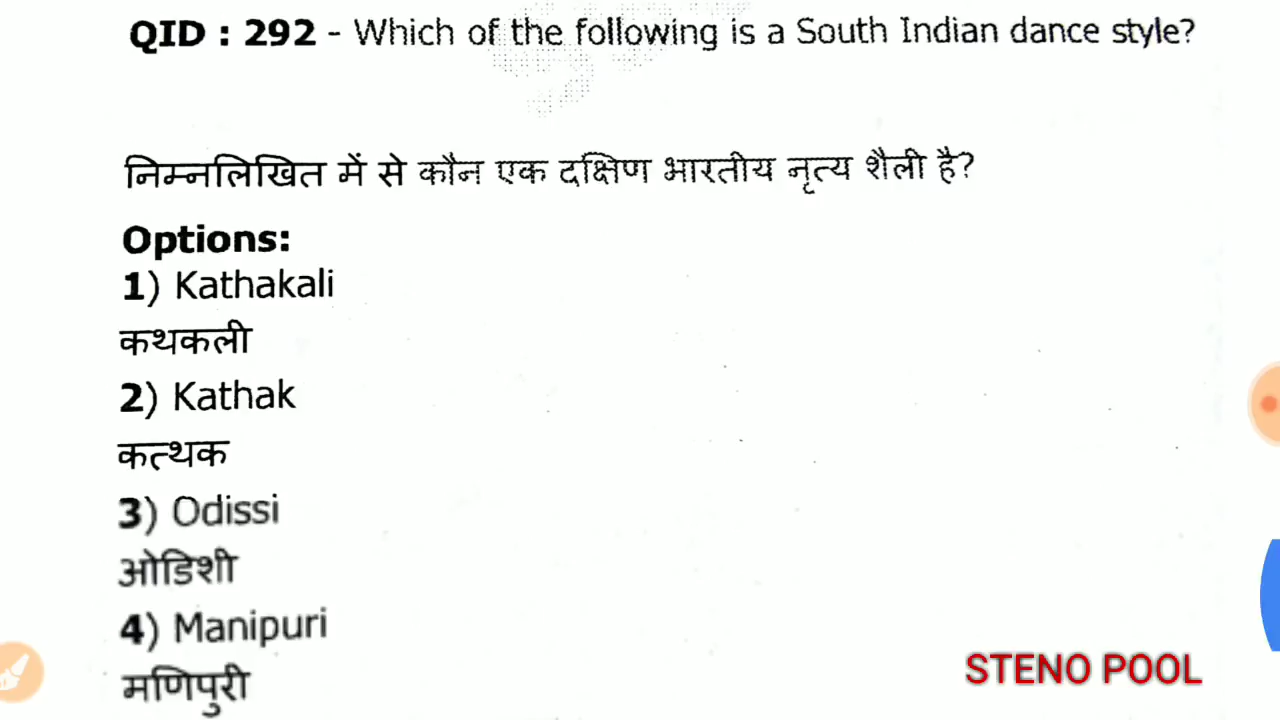 QID : 292 - Which of the following is a South Indian dance style?
निम्नलिखित में से कौन एक दक्षिण भारतीय नृत्य शैली है?
Options:
1) Kathakali
कथकली
2) Kathak
कत्थक
3) Odissi
ओडिशी
4) Manipuri
मणिपुरी
STENO POOL